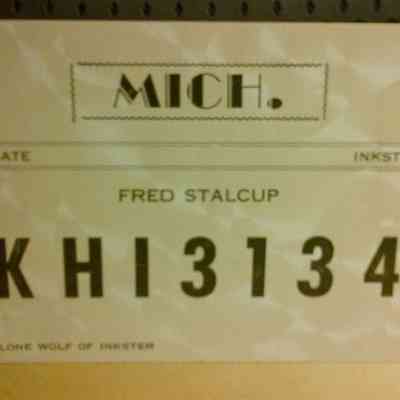 MICH.
ATE INKST
FRED STALCUP
KHI3134
LONE WOLF OF INKSTER